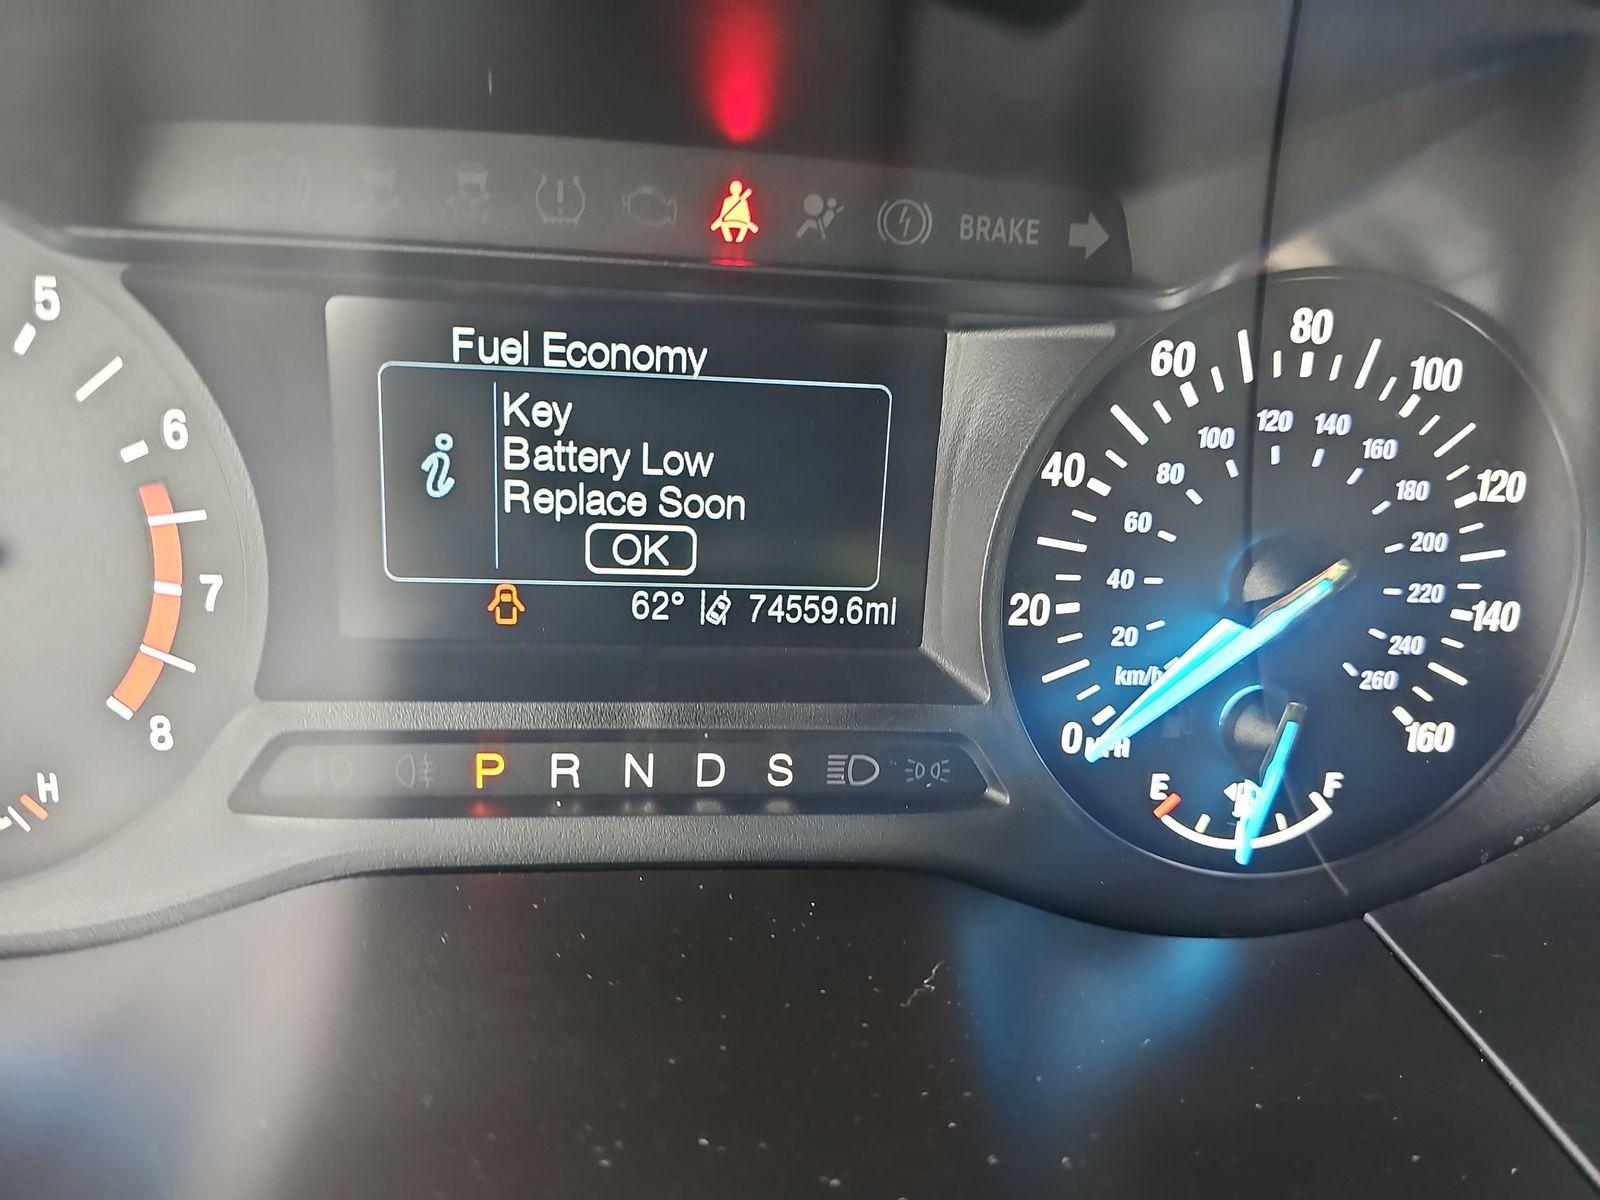 BRAKE
5
6
7
8
H
Fuel Economy
Key
Battery Low
Replace Soon
OK
62° 74559.6mi
P R N D S
0 20 40 60 80 100 120 140 160
MPH
20 40 60 80 100 120 140 160 180 200 220 240 260
km/h
E F